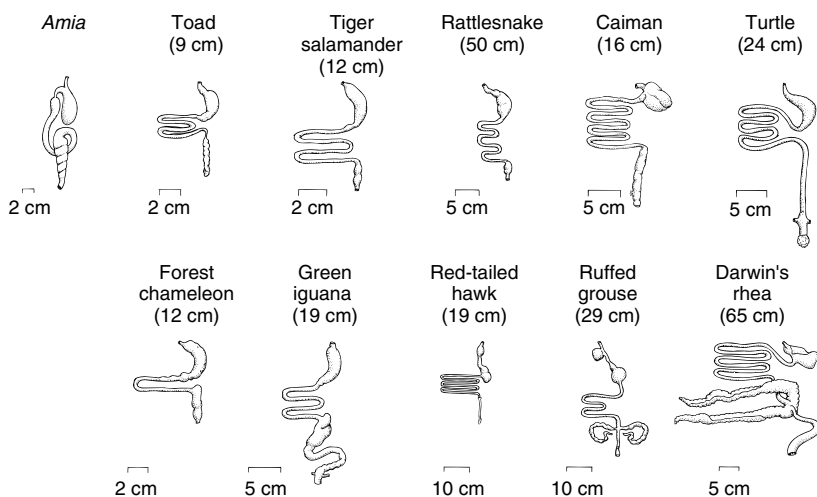 Amia
Toad
(9 cm)
Tiger
salamander
(12 cm)
Rattlesnake
(50 cm)
Caiman
(16 cm)
Turtle
(24 cm)
2 cm
2 cm
2 cm
5 cm
5 cm
5 cm
Forest
chameleon
(12 cm)
Green
iguana
(19 cm)
Red-tailed
hawk
(19 cm)
Ruffed
grouse
(29 cm)
Darwin's
rhea
(65 cm)
2 cm
5 cm
10 cm
10 cm
5 cm